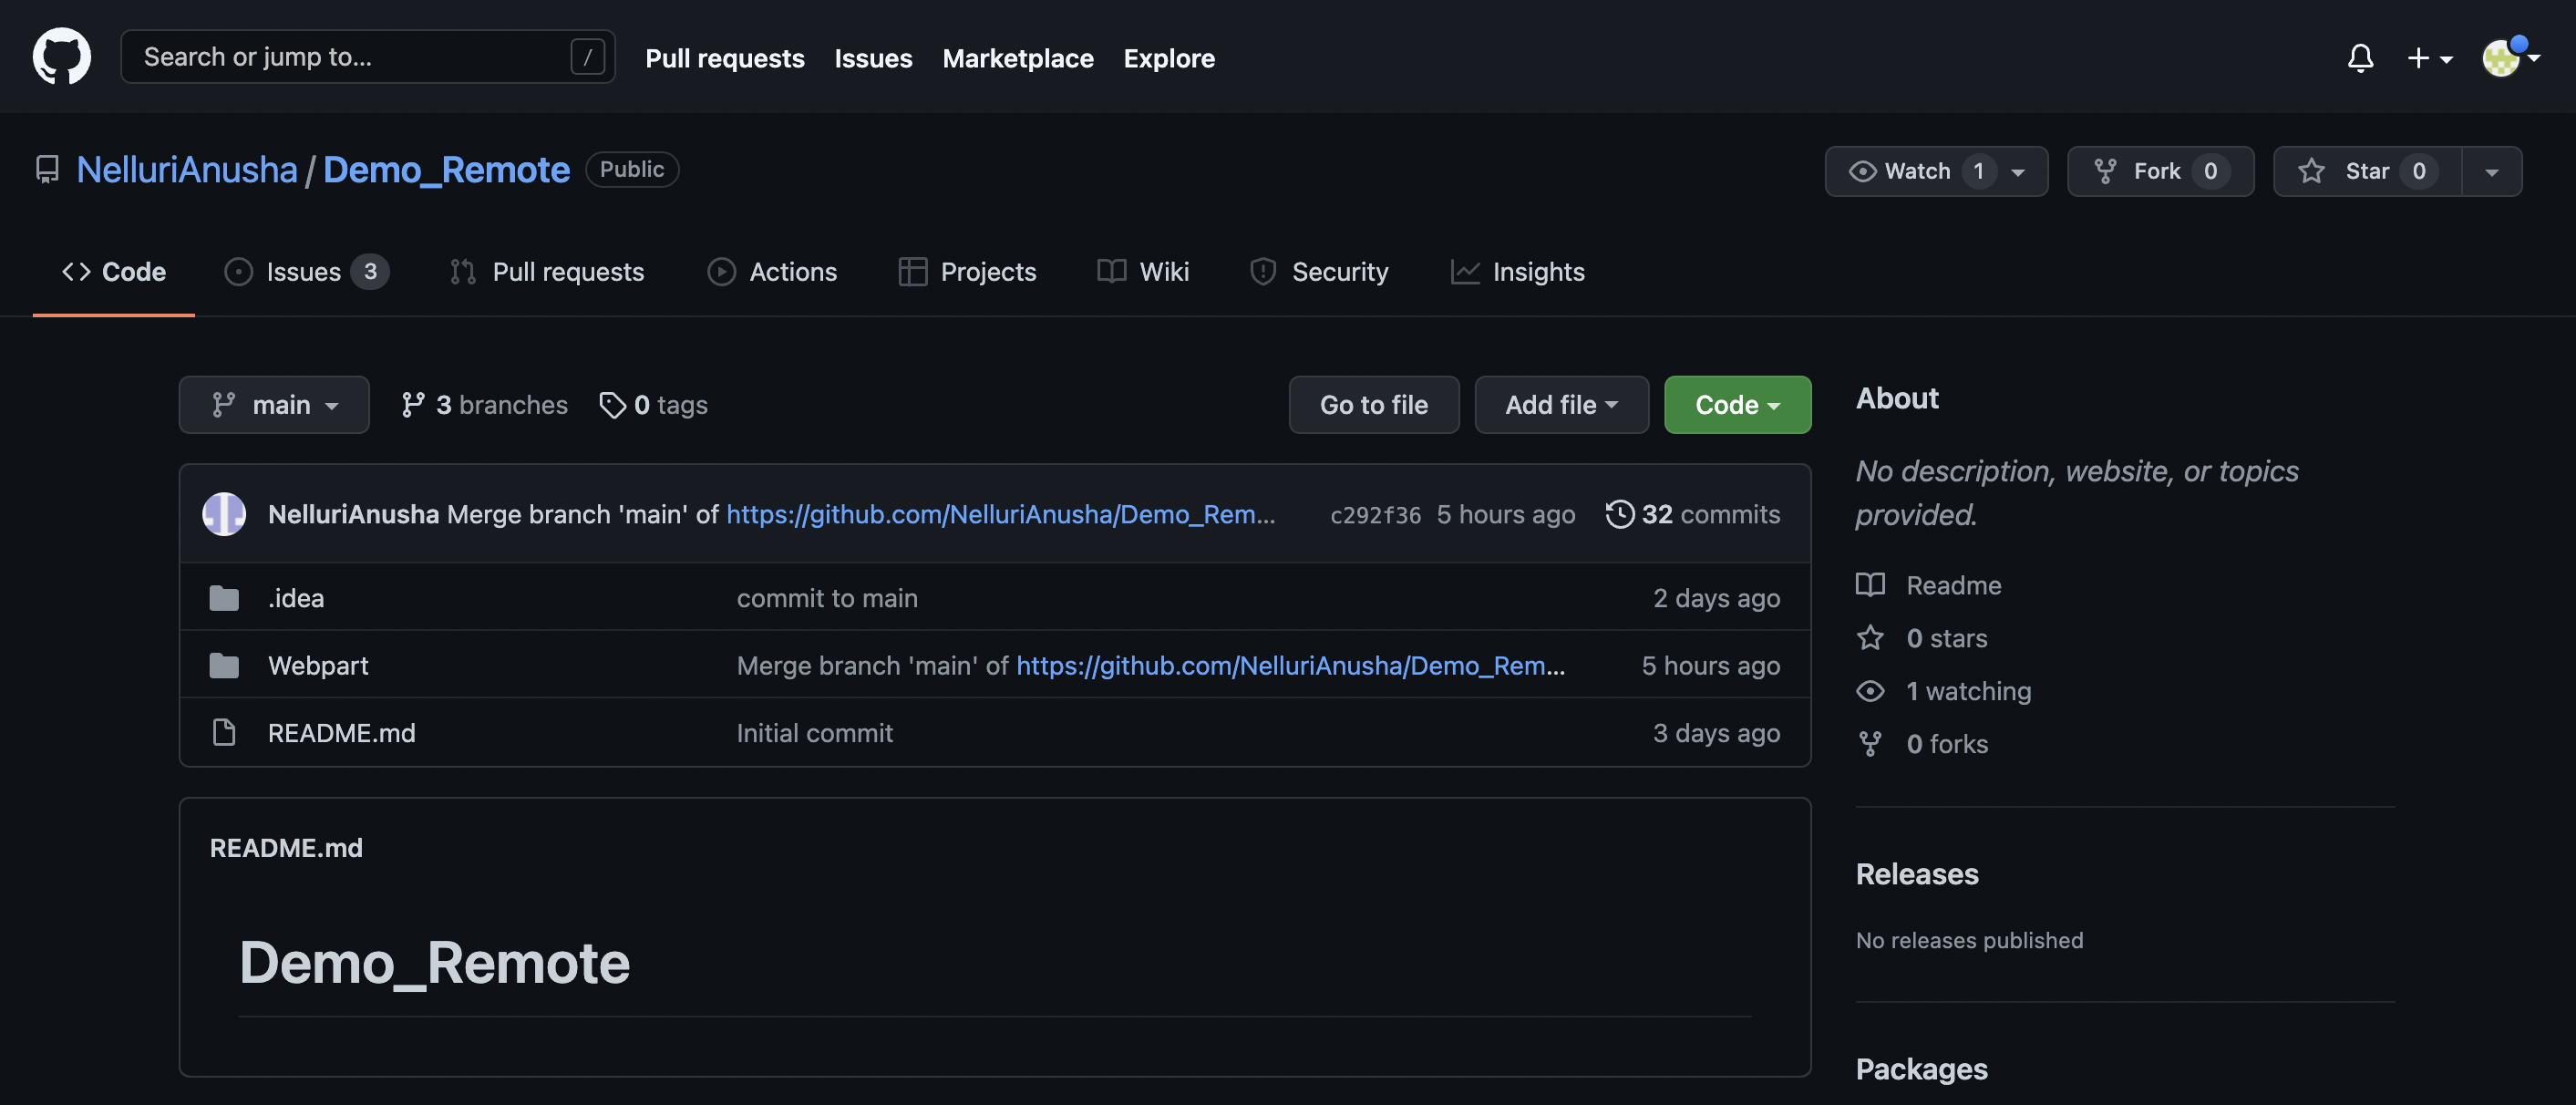 Search or jump to... /
Pull requests Issues Marketplace Explore
NelluriAnusha / Demo_Remote Public
Watch 1 Fork 0 Star 0
Code Issues 3 Pull requests Actions Projects Wiki Security Insights
main 3 branches 0 tags
Go to file Add file Code
NelluriAnusha Merge branch 'main' of https://github.com/NelluriAnusha/Demo_Rem... c292f36 5 hours ago 32 commits
.idea commit to main 2 days ago
Webpart Merge branch 'main' of https://github.com/NelluriAnusha/Demo_Rem... 5 hours ago
README.md Initial commit 3 days ago
README.md
Demo_Remote
About
No description, website, or topics
provided.
Readme
0 stars
1 watching
0 forks
Releases
No releases published
Packages